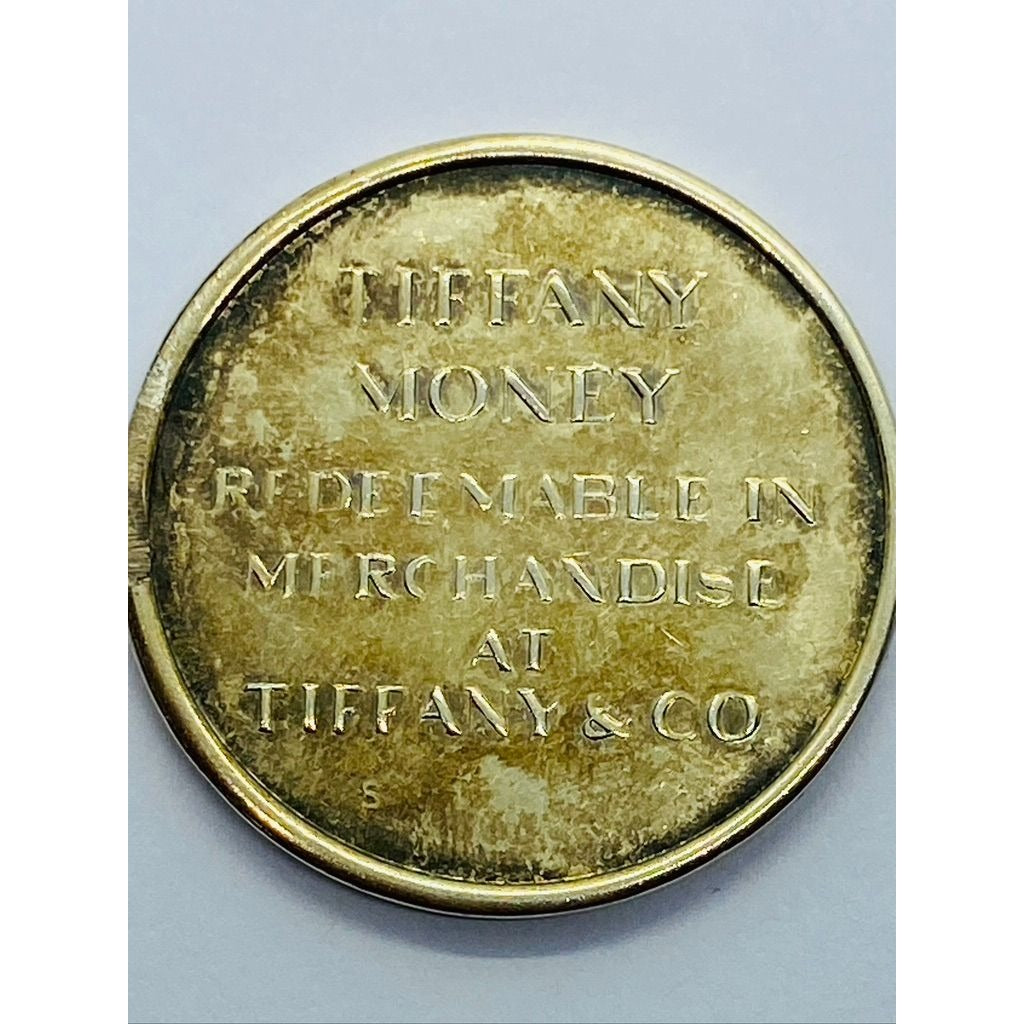 TIFFANY
MONEY
REDEEMABLE IN
MERCHANDISE
AT
TIFFANY & CO
S